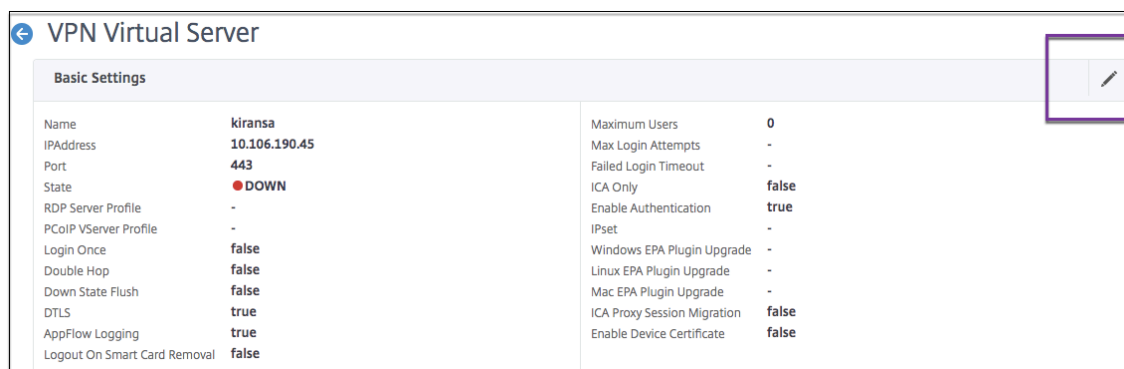 VPN Virtual Server
Basic Settings
Name kiransa
IPAddress 10.106.190.45
Port 443
State DOWN
RDP Server Profile -
PCoIP VServer Profile -
Login Once false
Double Hop false
Down State Flush false
DTLS true
AppFlow Logging true
Logout On Smart Card Removal false
Maximum Users 0
Max Login Attempts -
Failed Login Timeout -
ICA Only false
Enable Authentication true
IPset -
Windows EPA Plugin Upgrade -
Linux EPA Plugin Upgrade -
Mac EPA Plugin Upgrade -
ICA Proxy Session Migration false
Enable Device Certificate false